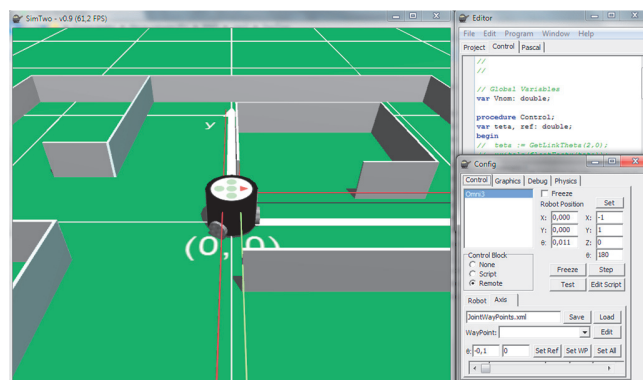 SimTwo - v0.9 (61,2 FPS)
y
(0, 0)
Editor
File Edit Program Window Help
Project Control Pascal
//
//
// Global Variables
var Vnom: double;
procedure Control;
var teta, ref: double;
begin
// teta := GetLinkTheta(2,0);
Config
Control Graphics Debug Physics
Omni3
Freeze
Robot Position Set
X: 0,000 X: -1
Y: 0,000 Y: 1
θ: 0,011 Z: 0
θ: 180
Control Block
None
Script
Remote
Freeze Step
Test Edit Script
Robot Axis
JointWayPoints.xml Save Load
WayPoint: Edit
θ: -0,1 0 Set Ref Set WP Set All